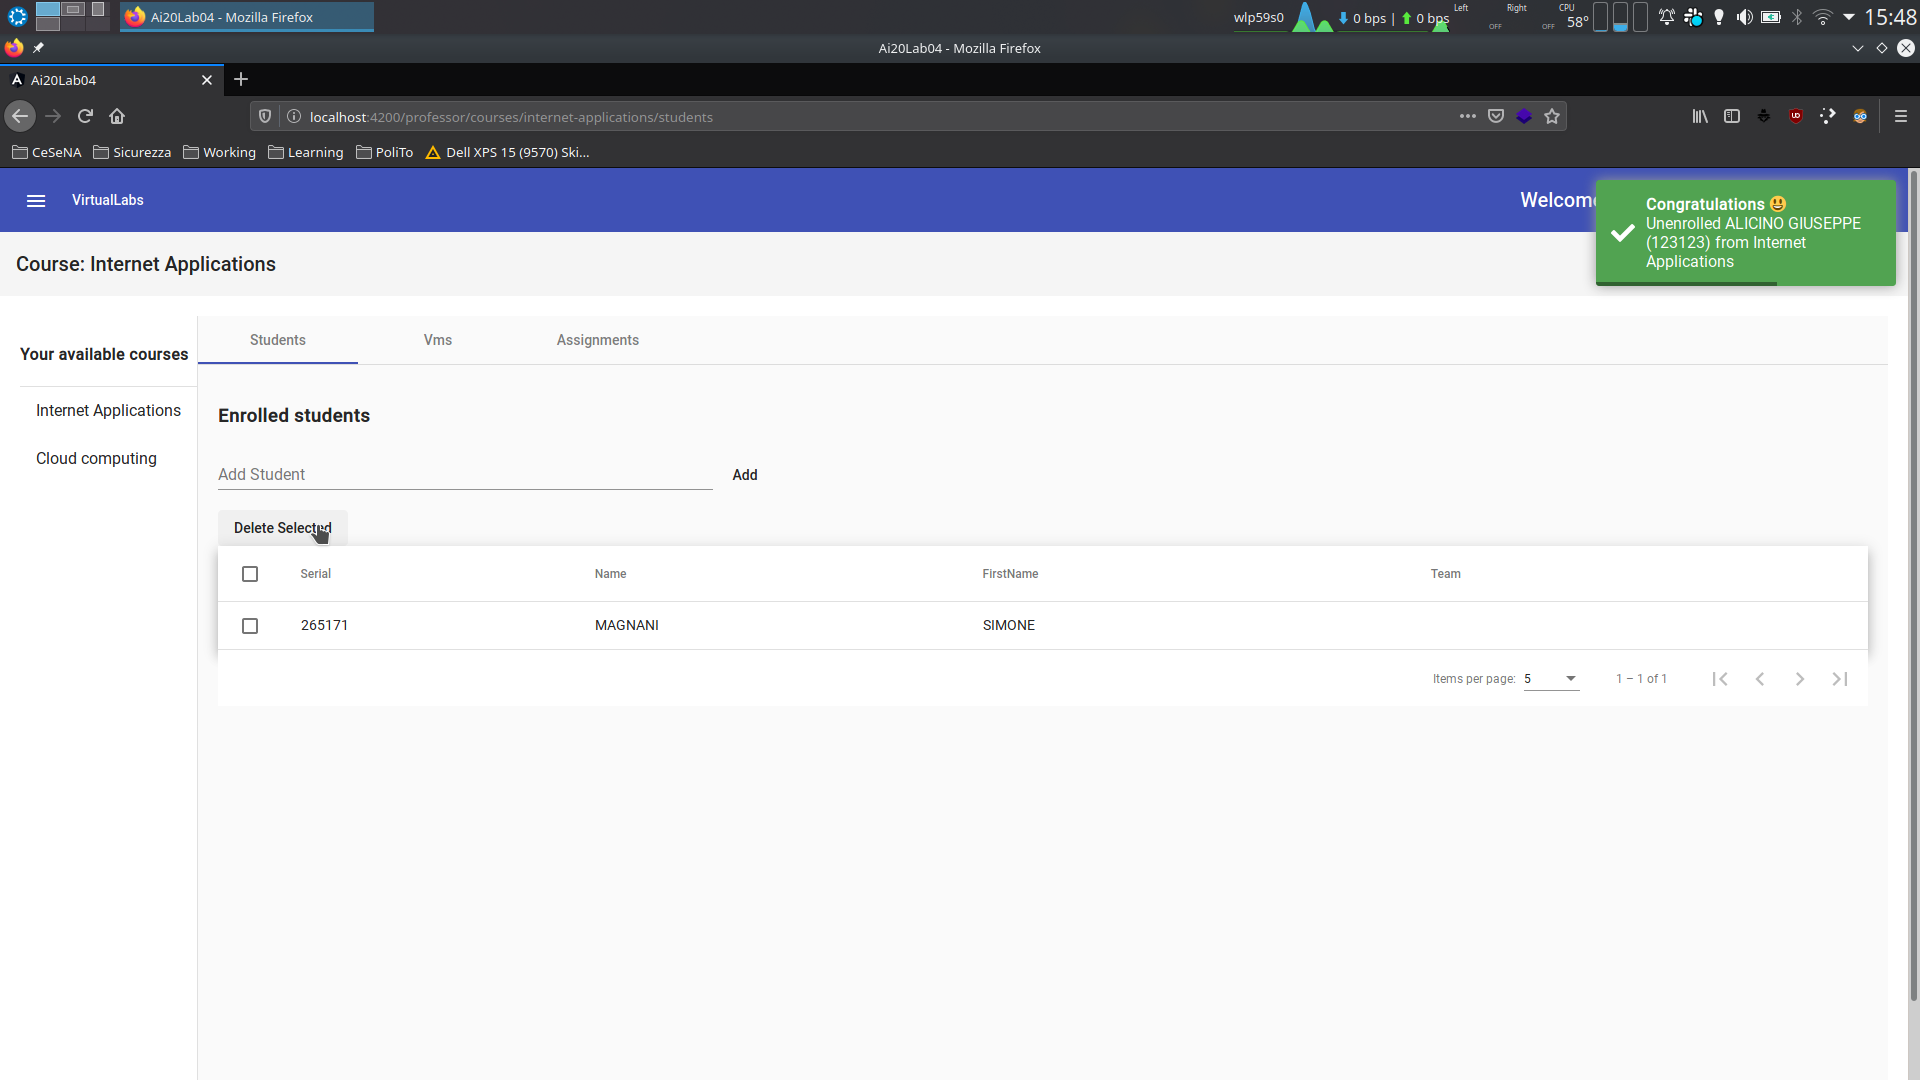 Ai20Lab04 - Mozilla Firefox
wlp59s0
0 bps | 0 bps
Left
OFF
Right
OFF
CPU
58°
15:48
Ai20Lab04 - Mozilla Firefox
Ai20Lab04
localhost:4200/professor/courses/internet-applications/students
CeSeNA
Sicurezza
Working
Learning
PoliTo
Dell XPS 15 (9570) Ski...
VirtualLabs
Welcome
Congratulations 😃
Unenrolled ALICINO GIUSEPPE
(123123) from Internet
Applications
Course: Internet Applications
Your available courses
Internet Applications
Cloud computing
Students
Vms
Assignments
Enrolled students
Add Student
Add
Delete Selected
Serial
Name
FirstName
Team
265171
MAGNANI
SIMONE
Items per page: 5
1 – 1 of 1